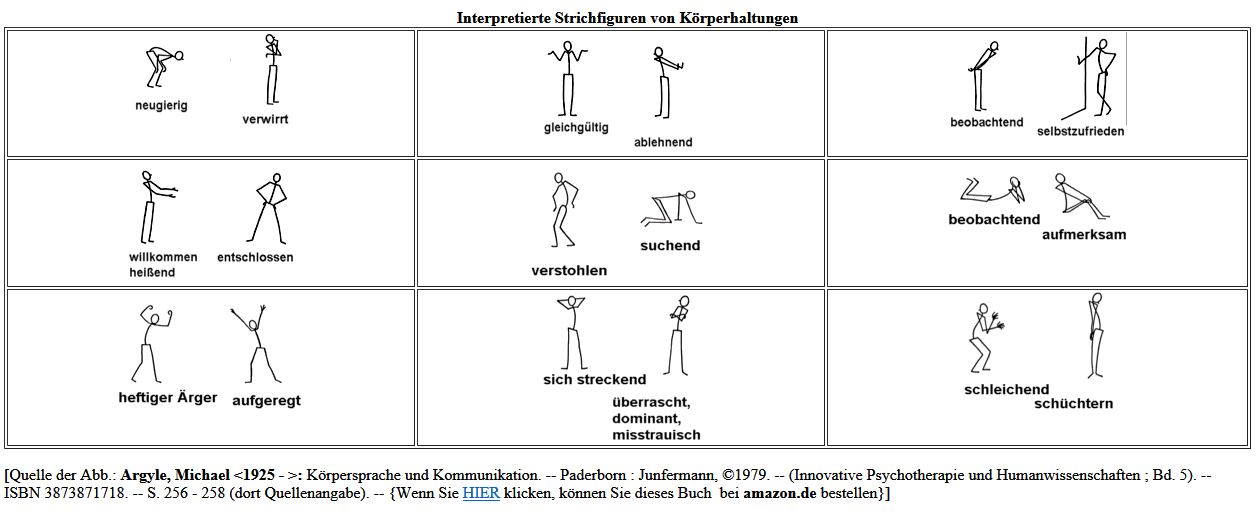 Interpretierte Strichfiguren von Körperhaltungen
neugierig
verwirrt
gleichgültig
ablehnend
beobachtend
selbstzufrieden
willkommen
heißend
entschlossen
verstohlen
suchend
beobachtend
aufmerksam
heftiger Ärger
aufgeregt
sich streckend
überrascht,
dominant,
misstrauisch
schleichend
schüchtern
[Quelle der Abb.: Argyle, Michael <1925 - >: Körpersprache und Kommunikation. -- Paderborn : Junfermann, ©1979. -- (Innovative Psychotherapie und Humanwissenschaften ; Bd. 5). --
ISBN 3873871718. -- S. 256 - 258 (dort Quellenangabe). -- {Wenn Sie HIER klicken, können Sie dieses Buch bei amazon.de bestellen}]